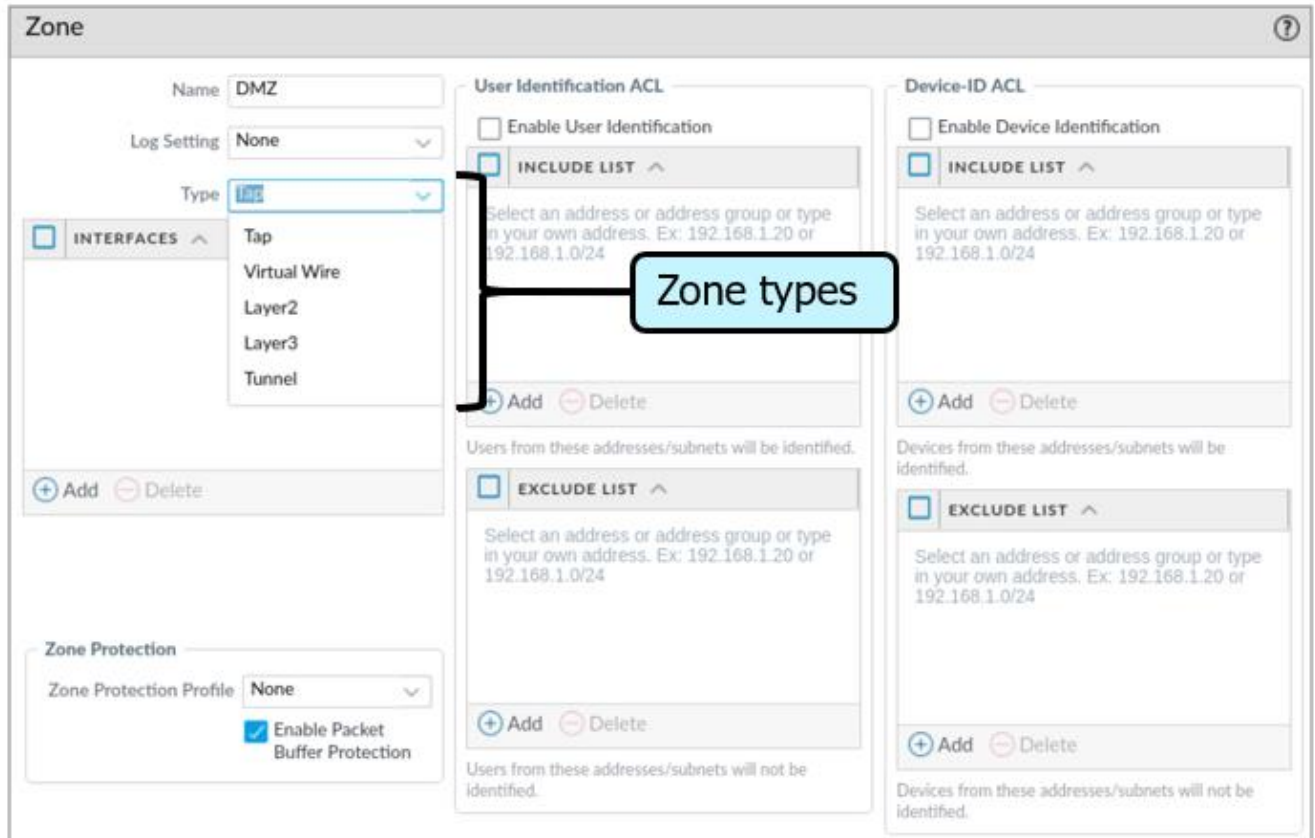 Zone
Name DMZ
Log Setting None
Type Tap
INTERFACES
Tap
Virtual Wire
Layer2
Layer3
Tunnel
Add Delete
Zone Protection
Zone Protection Profile None
Enable Packet
Buffer Protection
User Identification ACL
Enable User Identification
INCLUDE LIST
Select an address or address group or type
in your own address. Ex: 192.168.1.20 or
192.168.1.0/24
Zone types
Add Delete
Users from these addresses/subnets will be identified.
EXCLUDE LIST
Select an address or address group or type
in your own address. Ex: 192.168.1.20 or
192.168.1.0/24
Add Delete
Users from these addresses/subnets will not be
identified.
Device-ID ACL
Enable Device Identification
INCLUDE LIST
Select an address or address group or type
in your own address. Ex: 192.168.1.20 or
192.168.1.0/24
Add Delete
Devices from these addresses/subnets will be
identified.
EXCLUDE LIST
Select an address or address group or type
in your own address. Ex: 192.168.1.20 or
192.168.1.0/24
Add Delete
Devices from these addresses/subnets will not be
identified.